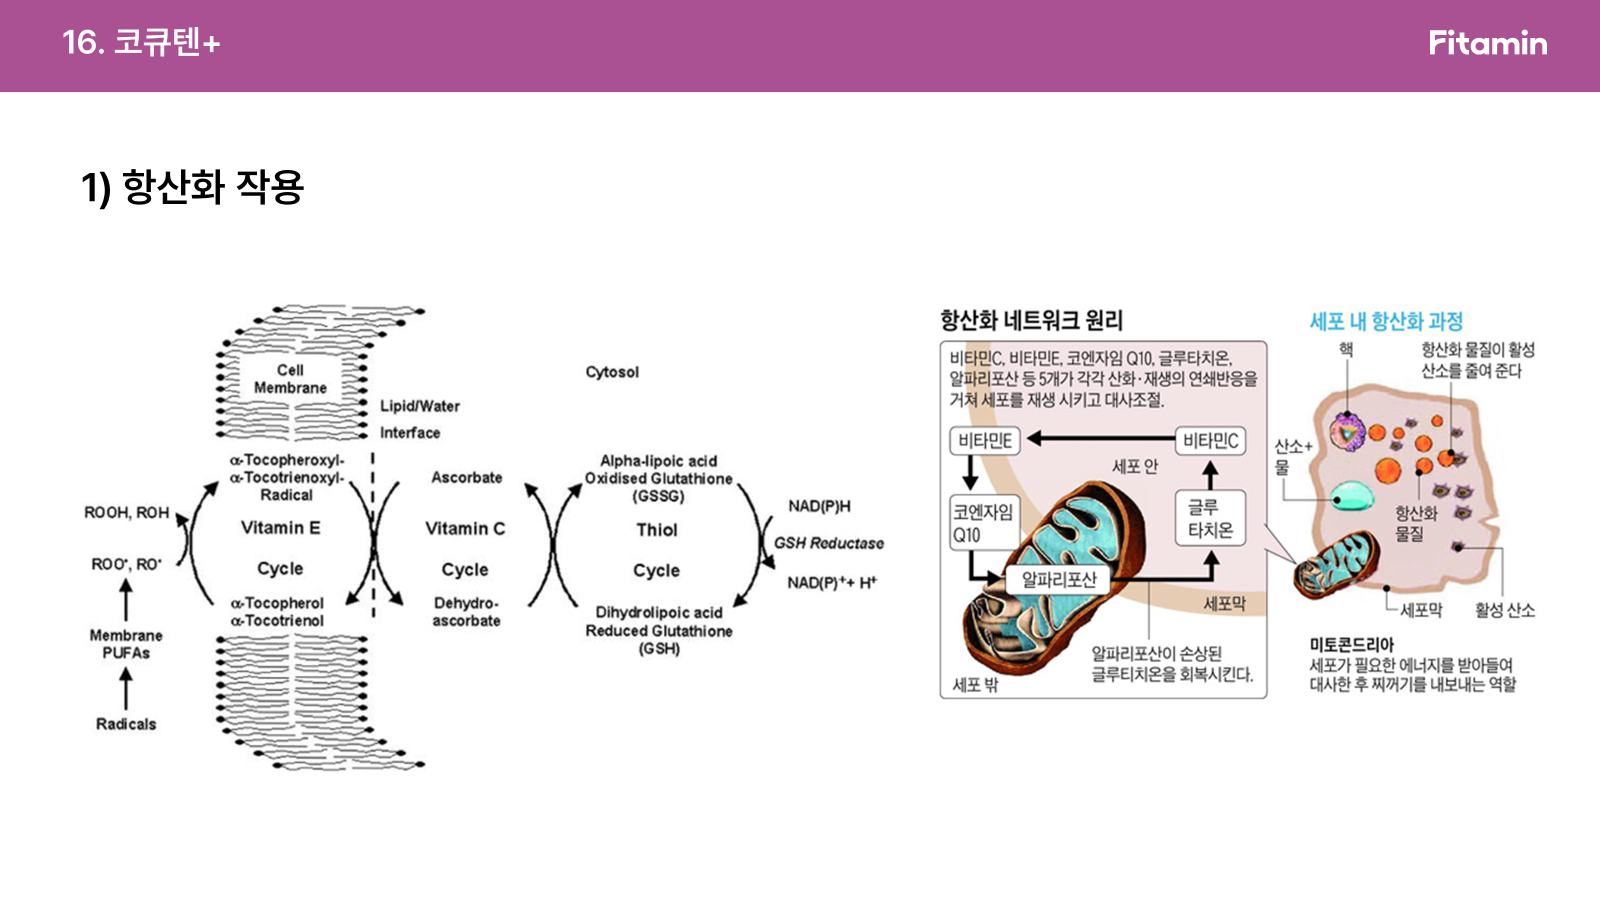 16. 코큐텐+
Fitamin
1) 항산화 작용
Cell
Membrane
Cytosol
Lipid/Water
Interface
α-Tocopheroxyl-
α-Tocotrienoxyl-
Radical
Vitamin E
Cycle
α-Tocopherol
α-Tocotrienol
ROOH, ROH
ROO•, RO•
Membrane
PUFAs
Radicals
Ascorbate
Vitamin C
Cycle
Dehydro-
ascorbate
Alpha-lipoic acid
Oxidised Glutathione
(GSSG)
Thiol
Cycle
Dihydrolipoic acid
Reduced Glutathione
(GSH)
NAD(P)H
GSH Reductase
NAD(P)++ H+
항산화 네트워크 원리
비타민C, 비타민E, 코엔자임 Q10, 글루타치온,
알파리포산 등 5개가 각각 산화·재생의 연쇄반응을
거쳐 세포를 재생 시키고 대사조절.
비타민E
비타민C
세포 안
코엔자임
Q10
글루
타치온
알파리포산
세포막
알파리포산이 손상된
글루티치온을 회복시킨다.
세포 밖
세포 내 항산화 과정
핵
항산화 물질이 활성
산소를 줄여 준다
산소+
물
항산화
물질
세포막
활성 산소
미토콘드리아
세포가 필요한 에너지를 받아들여
대사한 후 찌꺼기를 내보내는 역할